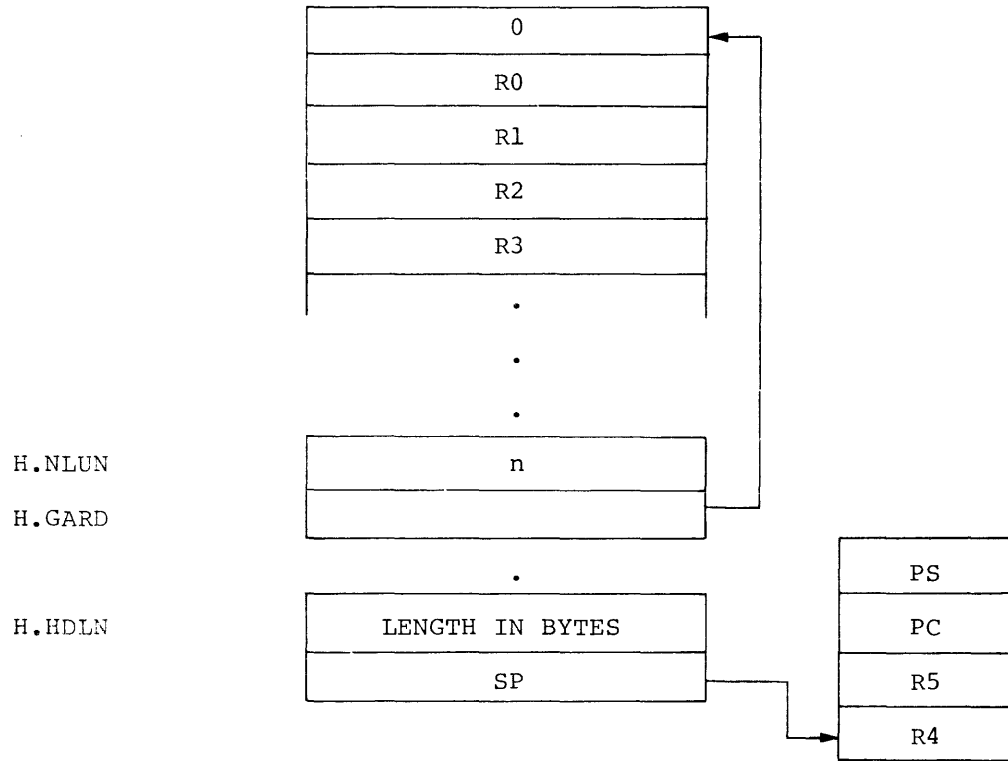 0
R0
R1
R2
R3
.
.
.
H.NLUN n
H.GARD
.
H.HDLN LENGTH IN BYTES
SP
PS
PC
R5
R4